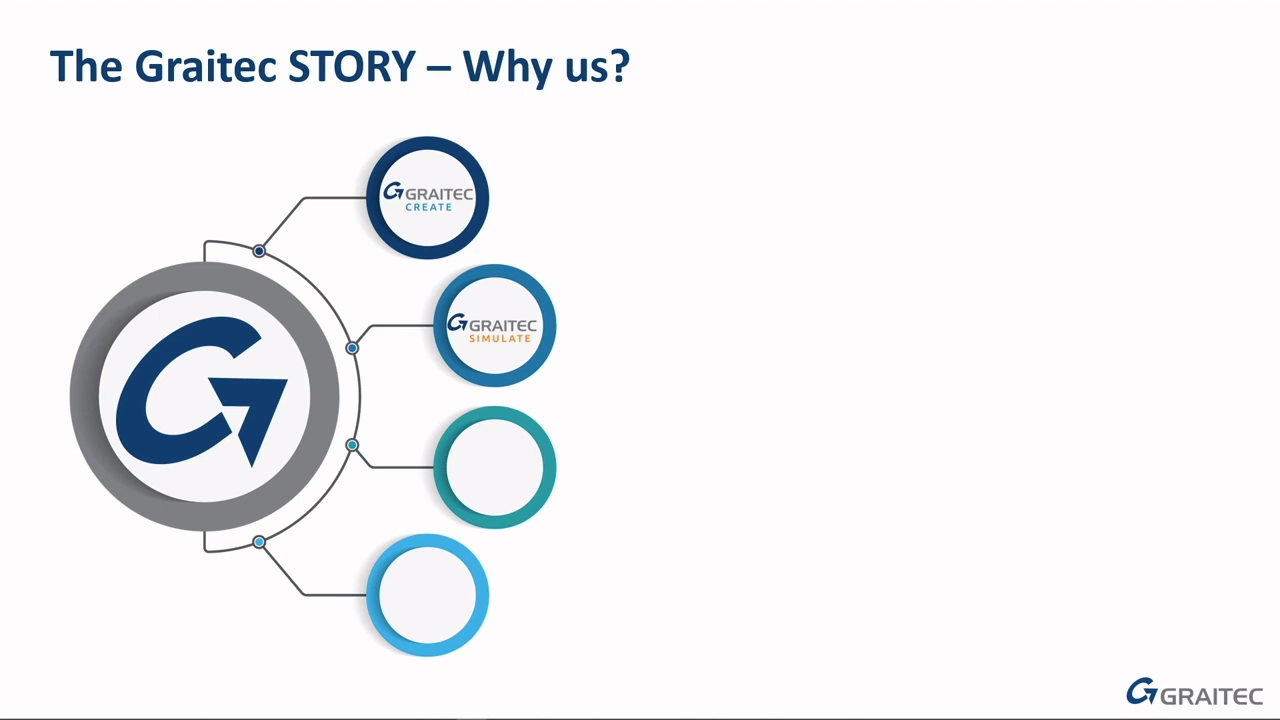 The Graitec STORY – Why us?
GRAITEC
CREATE
GRAITEC
SIMULATE
GRAITEC